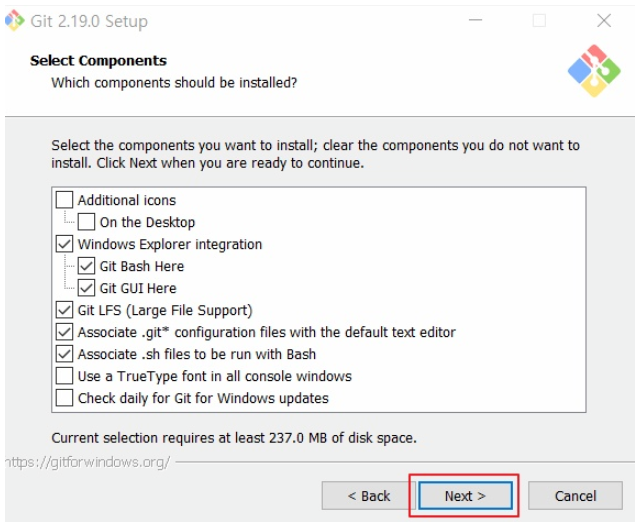 Git 2.19.0 Setup
Select Components
Which components should be installed?
Select the components you want to install; clear the components you do not want to
install. Click Next when you are ready to continue.
Additional icons
On the Desktop
Windows Explorer integration
Git Bash Here
Git GUI Here
Git LFS (Large File Support)
Associate .git* configuration files with the default text editor
Associate .sh files to be run with Bash
Use a TrueType font in all console windows
Check daily for Git for Windows updates
Current selection requires at least 237.0 MB of disk space.
https://gitforwindows.org/
< Back Next > Cancel